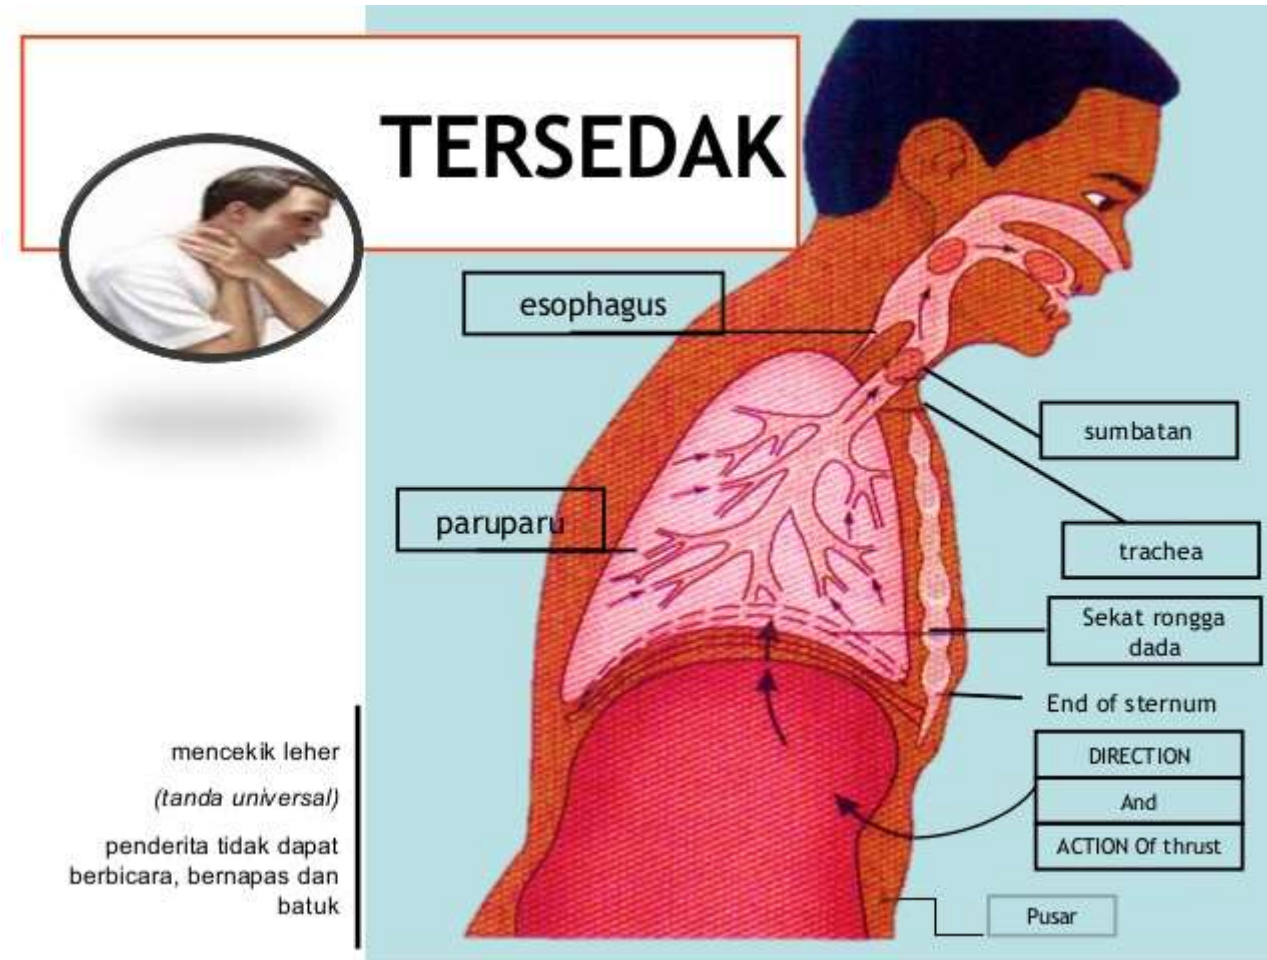 TERSEDAK
esophagus
sumbatan
paruparu
trachea
Sekat rongga
dada
End of sternum
DIRECTION
And
ACTION Of thrust
Pusar
mencekik leher
(tanda universal)
penderita tidak dapat
berbicara, bernapas dan
batuk